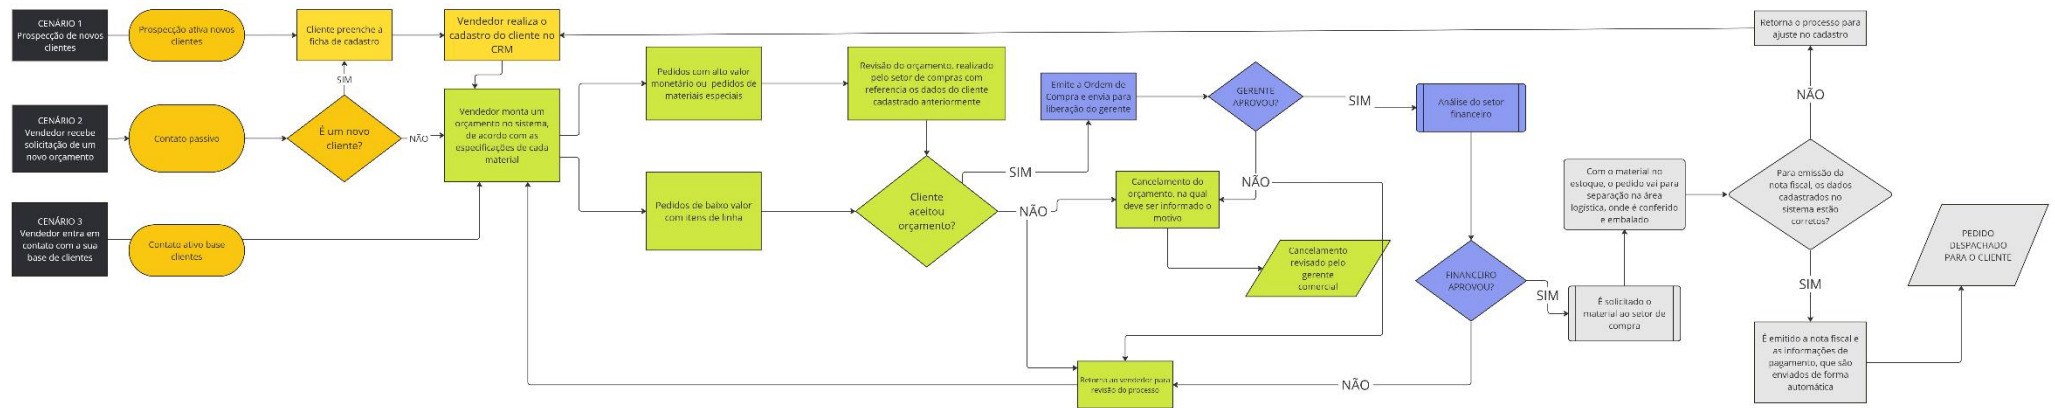 CENÁRIO 1
Prospecção de novos
clientes
Prospecção ativa novos
clientes
Cliente preenche a
ficha de cadastro
Vendedor realiza o
cadastro do cliente no
CRM
SIM
CENÁRIO 2
Vendedor recebe
solicitação de um
novo orçamento
Contato passivo
É um novo
cliente?
NÃO
Vendedor monta um
orçamento no sistema,
de acordo com as
especificações de cada
material
CENÁRIO 3
Vendedor entra em
contato com a sua
base de clientes
Contato ativo base
clientes
Pedidos com alto valor
monetário ou pedidos de
materiais especiais
Revisão do orçamento, realizado
pelo setor de compras com
referencia os dados do cliente
cadastrado anteriormente
Pedidos de baixo valor
com itens de linha
Cliente
aceitou
orçamento?
SIM
NÃO
Emite a Ordem de
Compra e envia para
liberação do gerente
GERENTE
APROVOU?
SIM
NÃO
Cancelamento do
orçamento, na qual
deve ser informado o
motivo
Cancelamento
revisado pelo
gerente
comercial
Retorna ao vendedor para
revisão do processo
Análise do setor
financeiro
FINANCEIRO
APROVOU?
SIM
NÃO
É solicitado o
material ao setor de
compra
Com o material no
estoque, o pedido vai para
separação na área
logística, onde é conferido
e embalado
Para emissão da
nota fiscal, os dados
cadastrados no
sistema estão
corretos?
NÃO
Retorna o processo para
ajuste no cadastro
SIM
É emitido a nota fiscal e
as informações de
pagamento, que são
enviados de forma
automática
PEDIDO
DESPACHADO
PARA O CLIENTE